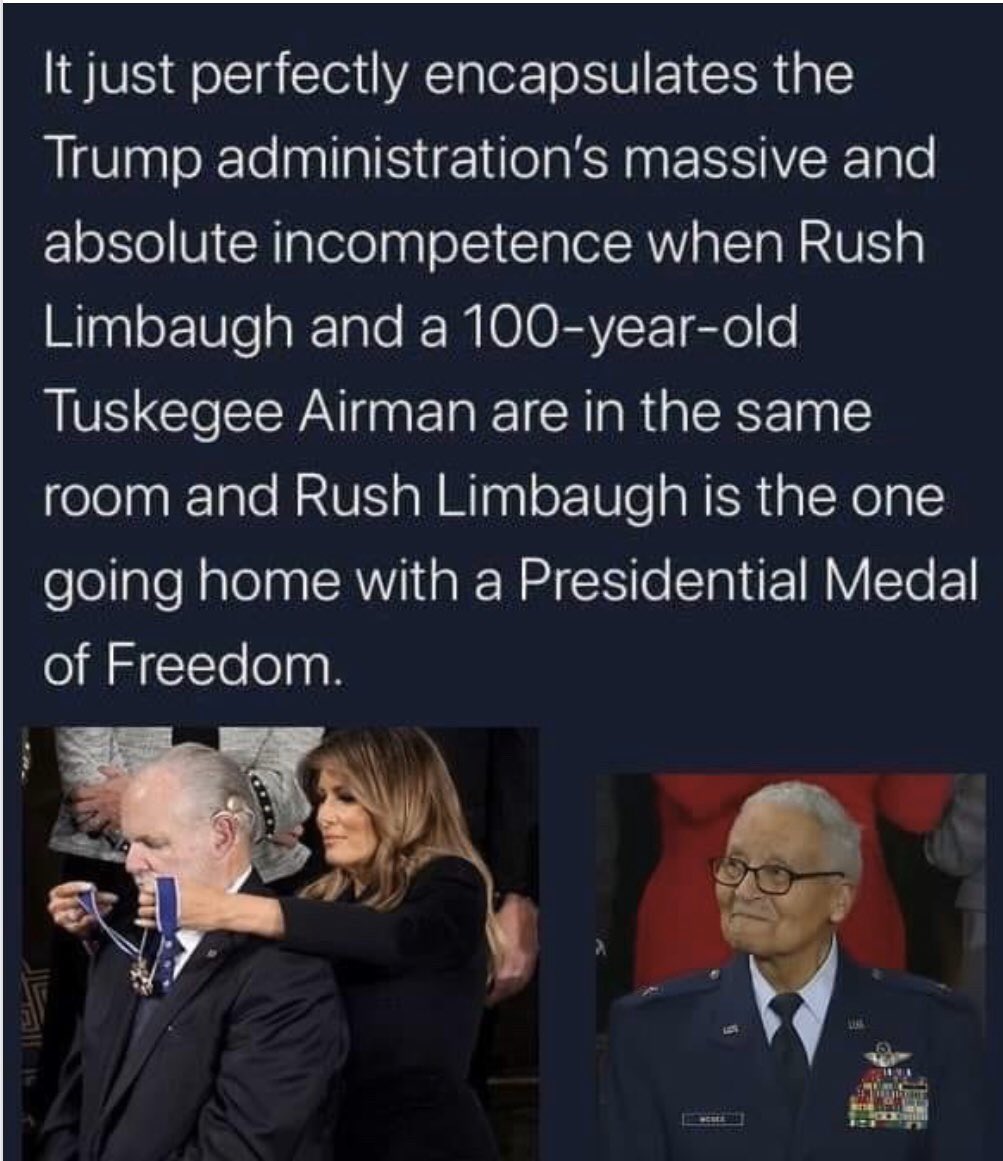 It just perfectly encapsulates the
Trump administration's massive and
absolute incompetence when Rush
Limbaugh and a 100-year-old
Tuskegee Airman are in the same
room and Rush Limbaugh is the one
going home with a Presidential Medal
of Freedom.
U.S.